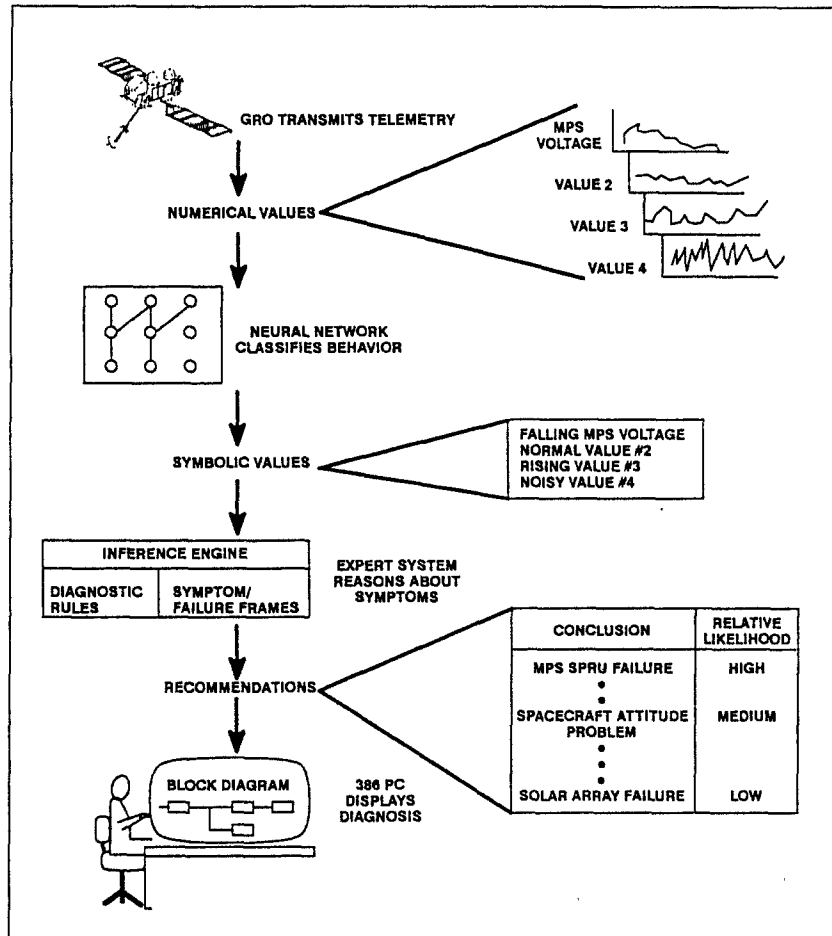 GRO TRANSMITS TELEMETRY
MPS
VOLTAGE
VALUE 2
VALUE 3
VALUE 4
NUMERICAL VALUES
NEURAL NETWORK
CLASSIFIES BEHAVIOR
SYMBOLIC VALUES
FALLING MPS VOLTAGE
NORMAL VALUE #2
RISING VALUE #3
NOISY VALUE #4
INFERENCE ENGINE
DIAGNOSTIC
RULES
SYMPTOM/
FAILURE FRAMES
EXPERT SYSTEM
REASONS ABOUT
SYMPTOMS
RECOMMENDATIONS
CONCLUSION
RELATIVE
LIKELIHOOD
MPS SPRU FAILURE
HIGH
SPACECRAFT ATTITUDE
PROBLEM
MEDIUM
SOLAR ARRAY FAILURE
LOW
BLOCK DIAGRAM
386 PC
DISPLAYS
DIAGNOSIS